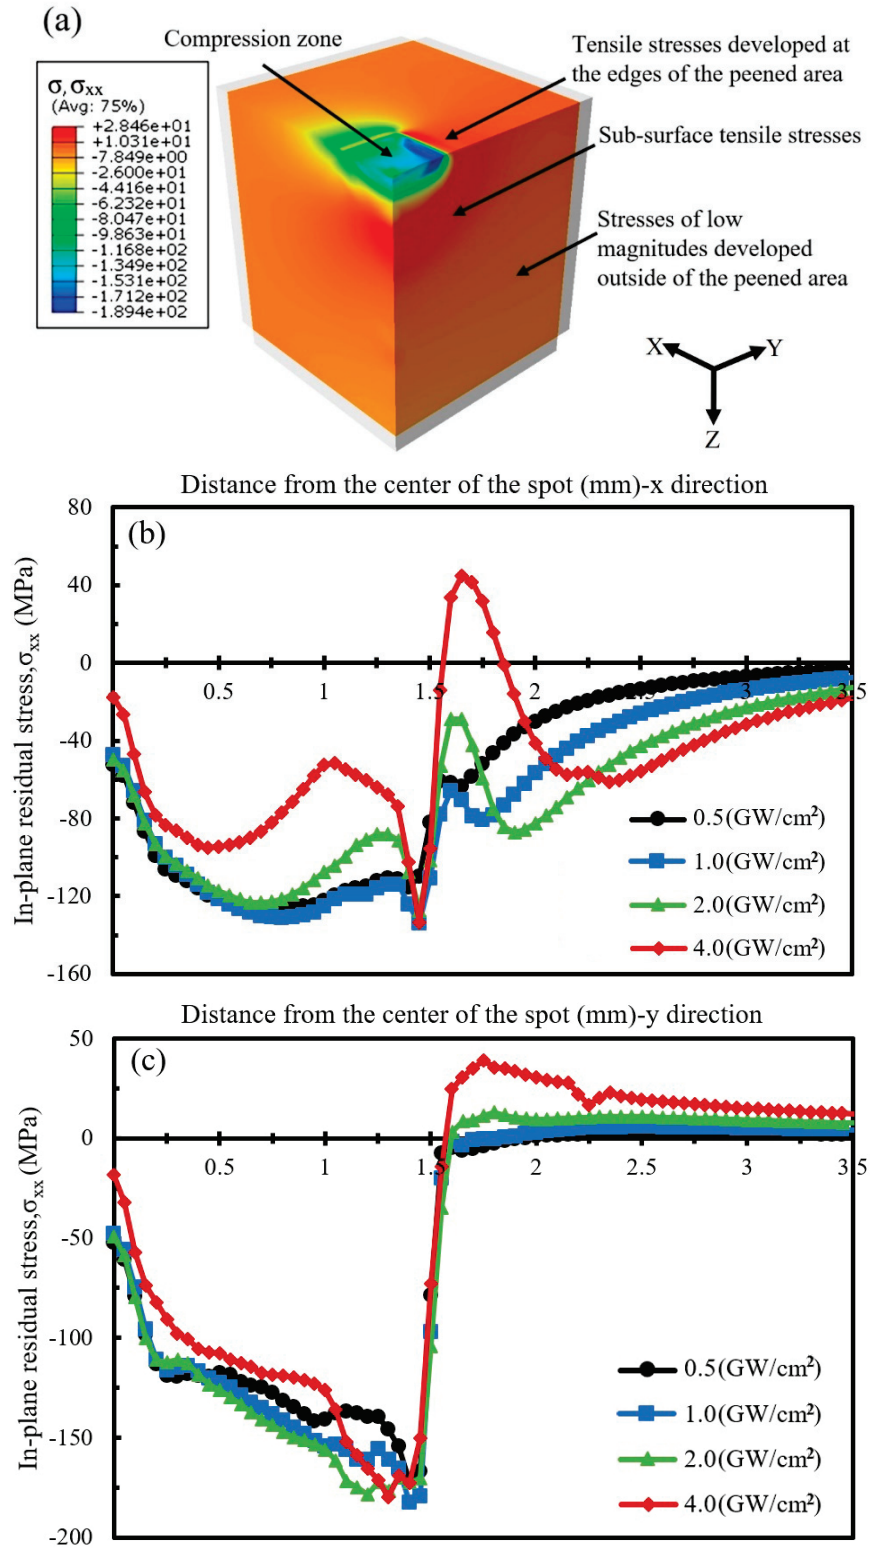 (a)
Compression zone
Tensile stresses developed at
the edges of the peened area
σ, σxx
(Avg: 75%)
+2.846e+01
+1.031e+01
-7.849e+00
-2.600e+01
-4.416e+01
-6.232e+01
-8.047e+01
-9.863e+01
-1.168e+02
-1.349e+02
-1.531e+02
-1.712e+02
-1.894e+02
Sub-surface tensile stresses
Stresses of low
magnitudes developed
outside of the peened area
X
Y
Z
Distance from the center of the spot (mm)-x direction
(b)
In-plane residual stress,σxx (MPa)
80
40
0
-40
-80
-120
-160
0.5
1
1.5
2
3
3.5
0.5(GW/cm²)
1.0(GW/cm²)
2.0(GW/cm²)
4.0(GW/cm²)
Distance from the center of the spot (mm)-y direction
(c)
In-plane residual stress,σxx (MPa)
50
0
-50
-100
-150
-200
0.5
1
1.5
2
2.5
3
3.5
0.5(GW/cm²)
1.0(GW/cm²)
2.0(GW/cm²)
4.0(GW/cm²)